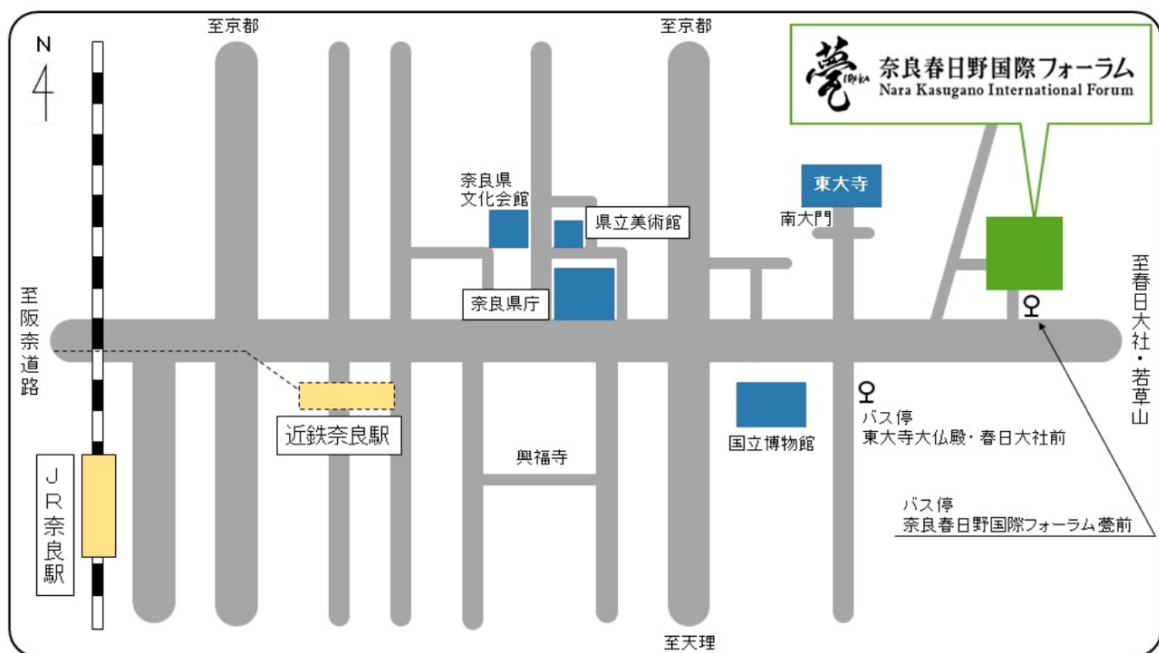 至京都
至京都
N
甍
IRAKA
奈良春日野国際フォーラム
Nara Kasugano International Forum
奈良県
文化会館
東大寺
県立美術館
南大門
奈良県庁
至阪奈道路
至春日大社・若草山
近鉄奈良駅
バス停
東大寺大仏殿・春日大社前
国立博物館
興福寺
JR奈良駅
バス停
奈良春日野国際フォーラム甍前
至天理